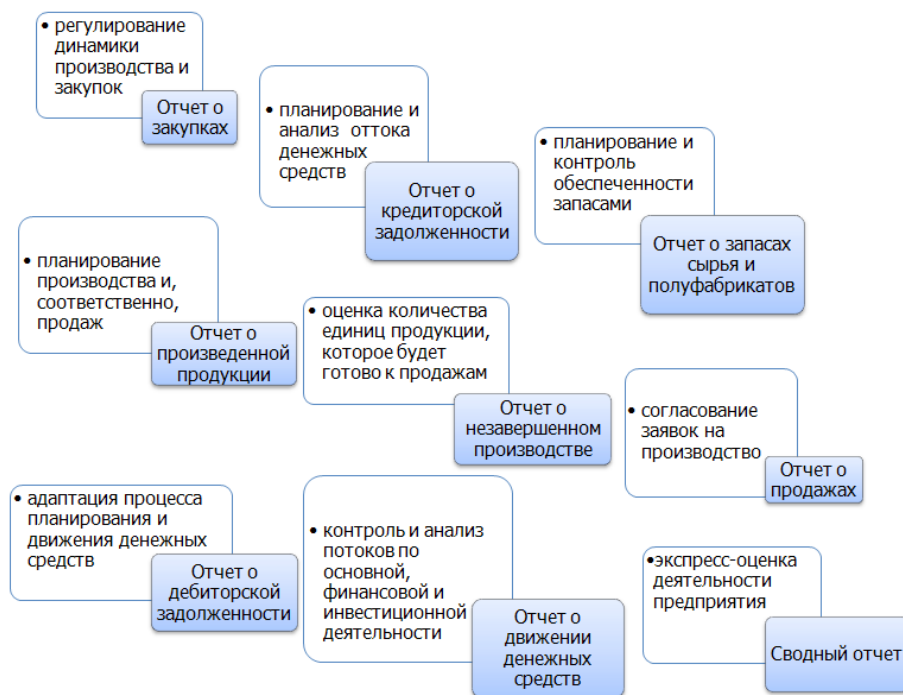 • регулирование
динамики
производства и
закупок
Отчет о
закупках
• планирование и
анализ оттока
денежных
средств
Отчет о
кредиторской
задолженности
• планирование и
контроль
обеспеченности
запасами
Отчет о запасах
сырья и
полуфабрикатов
• планирование
производства и,
соответственно,
продаж
Отчет о
произведенной
продукции
• оценка количества
единиц продукции,
которое будет
готово к продажам
Отчет о
незавершенном
производстве
• согласование
заявок на
производство
Отчет о
продажах
• адаптация процесса
планирования и
движения денежных
средств
Отчет о
дебиторской
задолженности
• контроль и анализ
потоков по
основной,
финансовой и
инвестиционной
деятельности
Отчет о
движении
денежных
средств
•экспресс-оценка
деятельности
предприятия
Сводный отчет